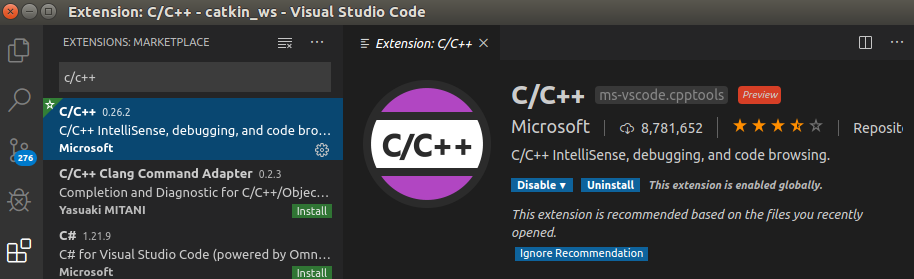 Extension: C/C++ - catkin_ws - Visual Studio Code
EXTENSIONS: MARKETPLACE
c/c++
C/C++ 0.26.2
C/C++ IntelliSense, debugging, and code bro...
Microsoft
C/C++ Clang Command Adapter 0.2.3
Completion and Diagnostic for C/C++/Objec...
Yasuaki MITANI Install
C# 1.21.9
C# for Visual Studio Code (powered by Omn...
Microsoft Install
276
Extension: C/C++
C/C++
C/C++ ms-vscode.cpptools Preview
Microsoft 8,781,652 Reposit
C/C++ IntelliSense, debugging, and code browsing.
Disable Uninstall This extension is enabled globally.
This extension is recommended based on the files you recently
opened.
Ignore Recommendation